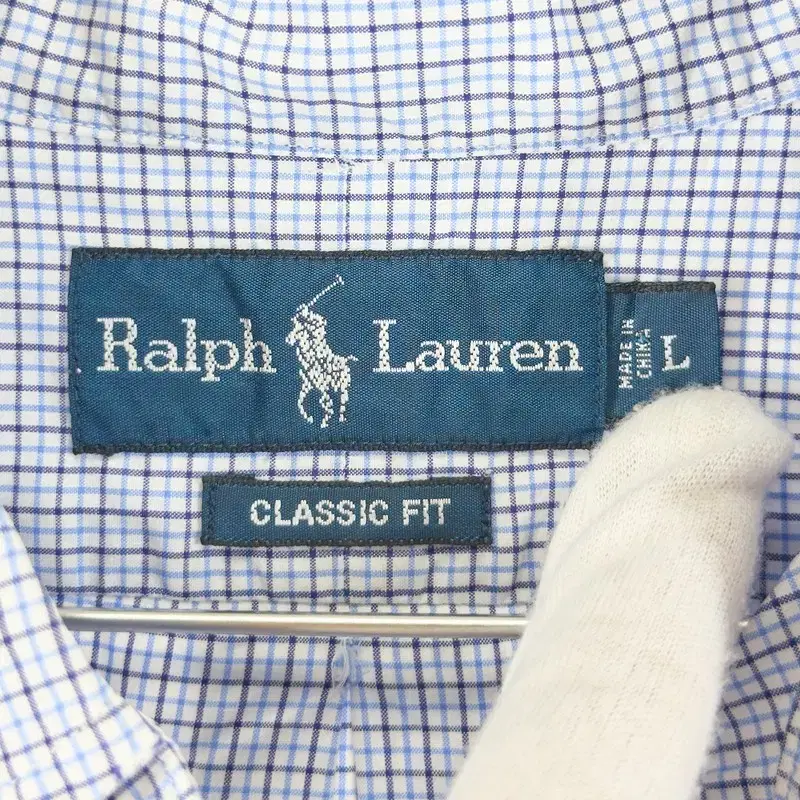 Ralph Lauren
MADE IN
CHINA
L
CLASSIC FIT